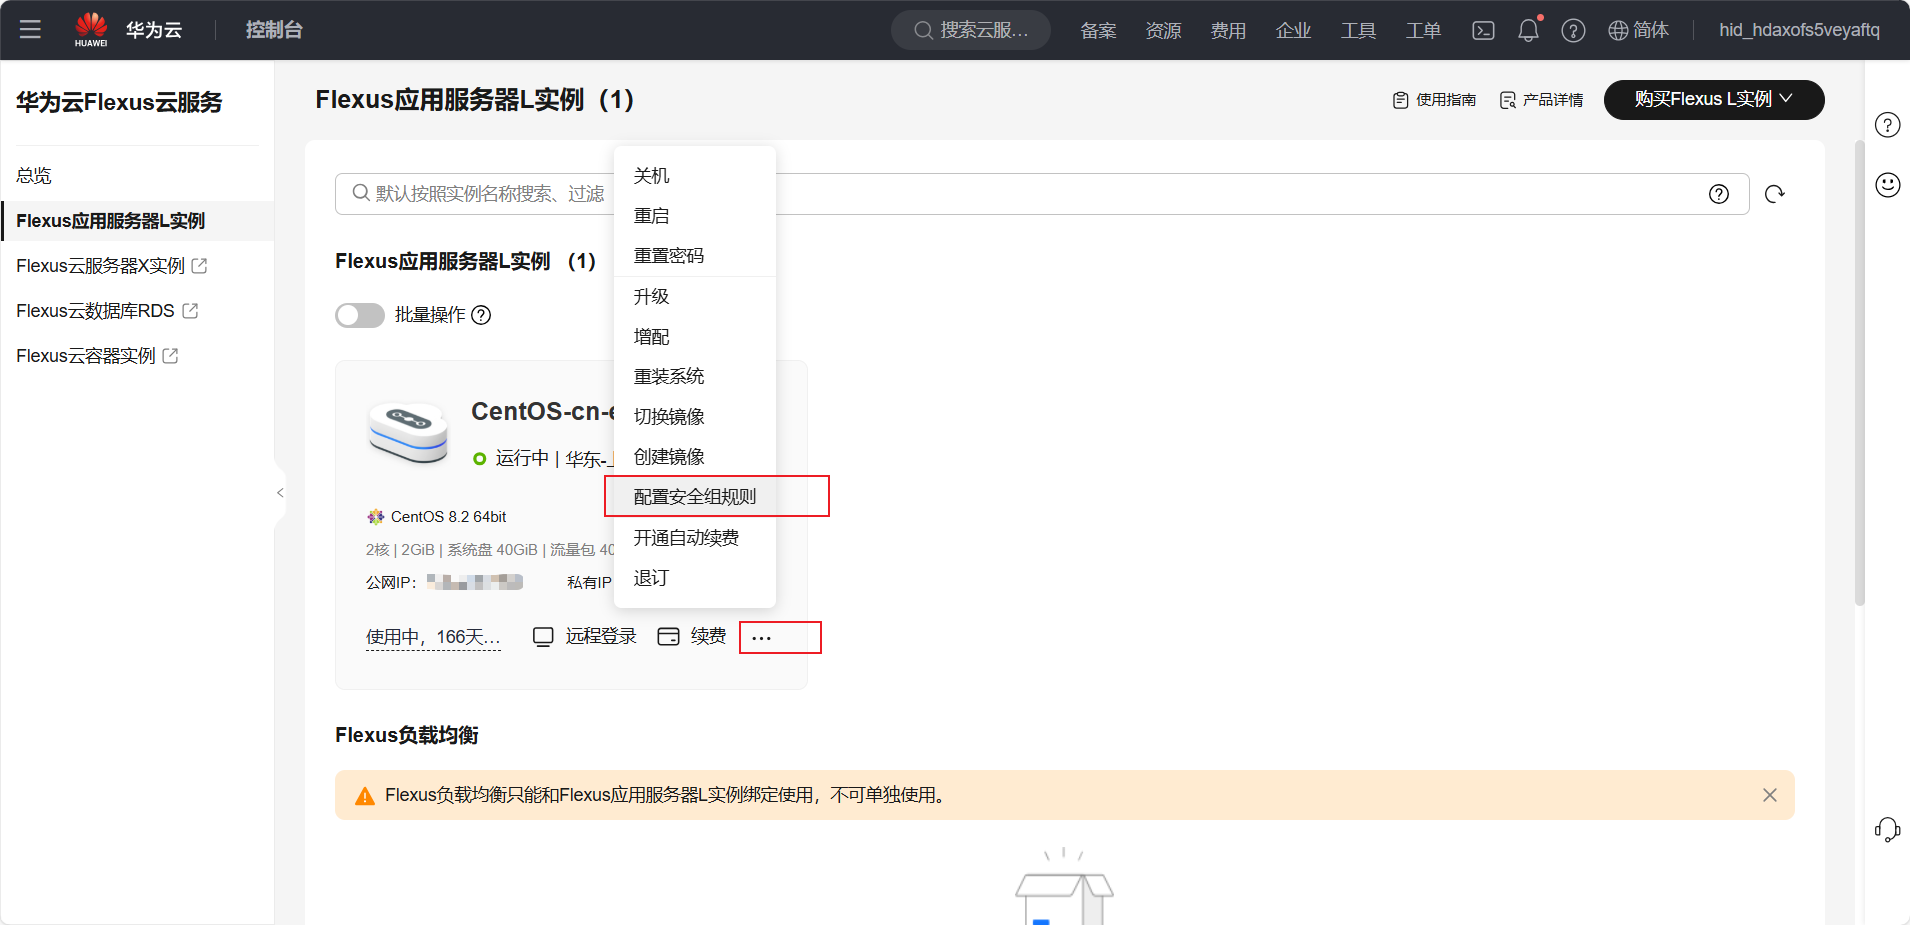 HUAWEI
华为云
控制台
搜索云服...
备案
资源
费用
企业
工具
工单
简体
hid_hdaxofs5veyaftq
华为云Flexus云服务
总览
Flexus应用服务器L实例
Flexus云服务器X实例
Flexus云数据库RDS
Flexus云容器实例
Flexus应用服务器L实例（1）
使用指南
产品详情
购买Flexus L实例
默认按照实例名称搜索、过滤
Flexus应用服务器L实例 （1）
批量操作
关机
重启
重置密码
升级
增配
重装系统
切换镜像
创建镜像
配置安全组规则
开通自动续费
退订
CentOS-cn-
运行中 | 华东-
CentOS 8.2 64bit
2核 | 2GiB | 系统盘 40GiB | 流量包 40
公网IP：
私有IP
使用中，166天...
远程登录
续费
...
Flexus负载均衡
Flexus负载均衡只能和Flexus应用服务器L实例绑定使用，不可单独使用。